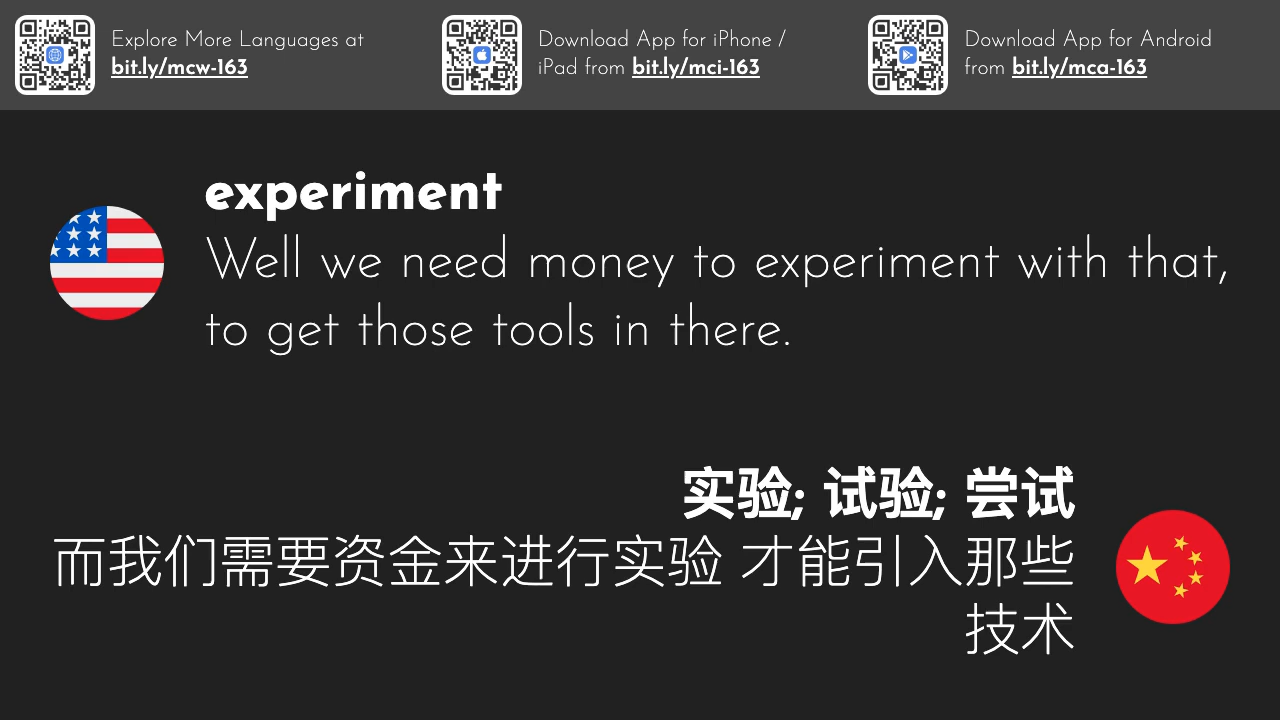 Explore More Languages at
bit.ly/mcw-163
Download App for iPhone /
iPad from bit.ly/mci-163
Download App for Android
from bit.ly/mca-163
experiment
Well we need money to experiment with that,
to get those tools in there.
实验; 试验; 尝试
而我们需要资金来进行实验 才能引入那些
技术